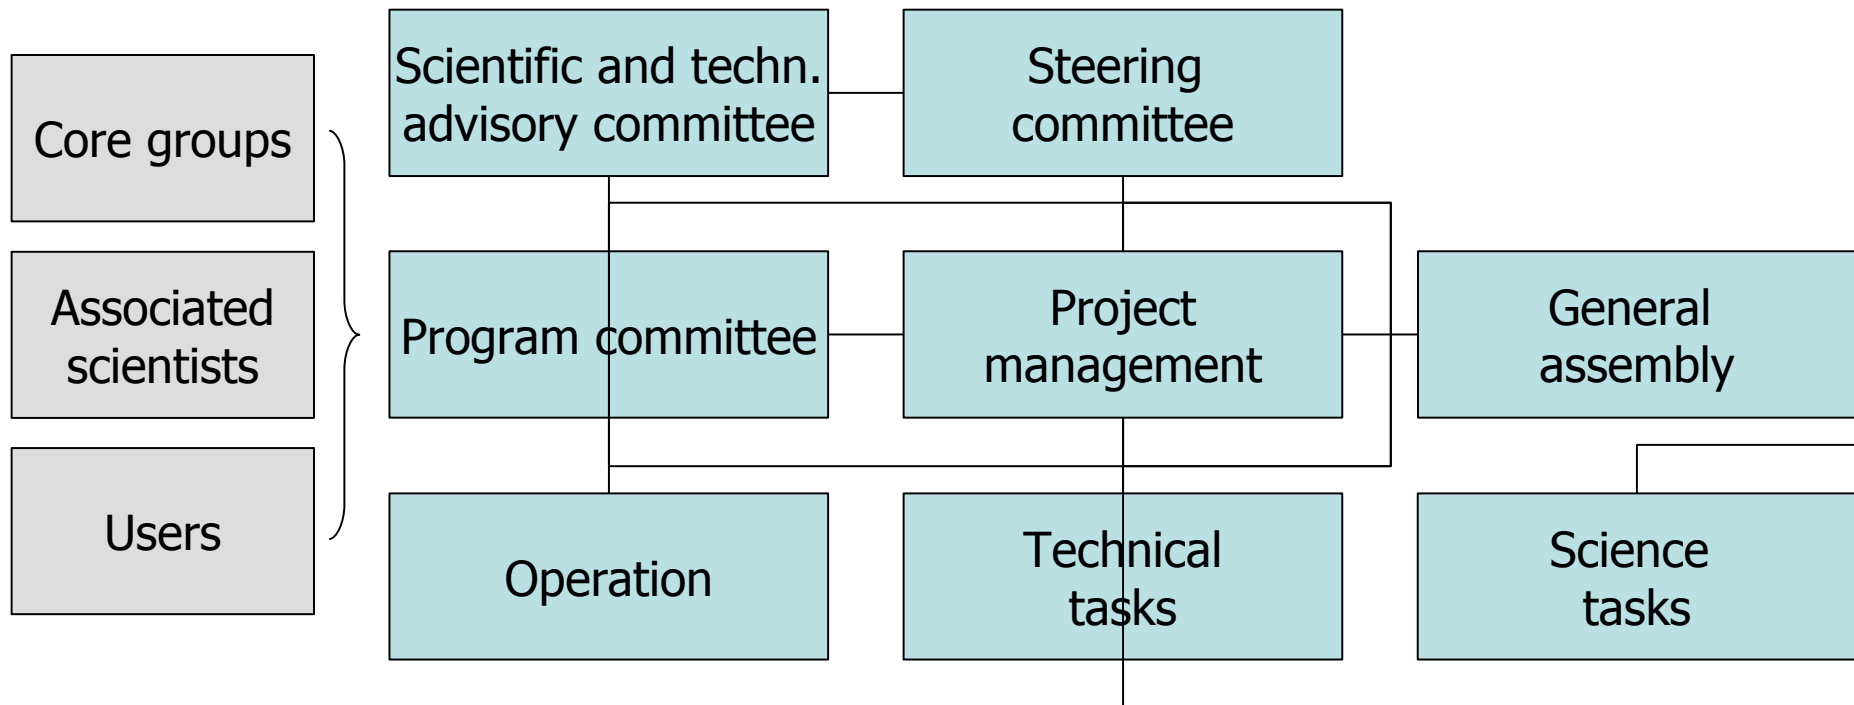 Core groups
Associated
scientists
Users
Scientific and techn.
advisory committee
Steering
committee
Program committee
Project
management
General
assembly
Operation
Technical
tasks
Science
tasks